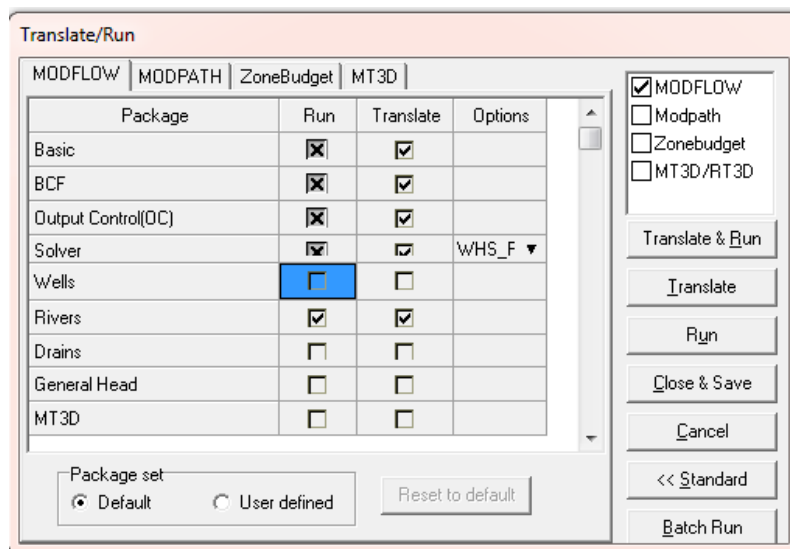 Translate/Run
MODFLOW MODPATH ZoneBudget MT3D
Package Run Translate Options
Basic
BCF
Output Control(OC)
Solver WHS_F
Wells
Rivers
Drains
General Head
MT3D
Package set
Default User defined
Reset to default
MODFLOW
Modpath
Zonebudget
MT3D/RT3D
Translate & Run
Translate
Run
Close & Save
Cancel
<< Standard
Batch Run